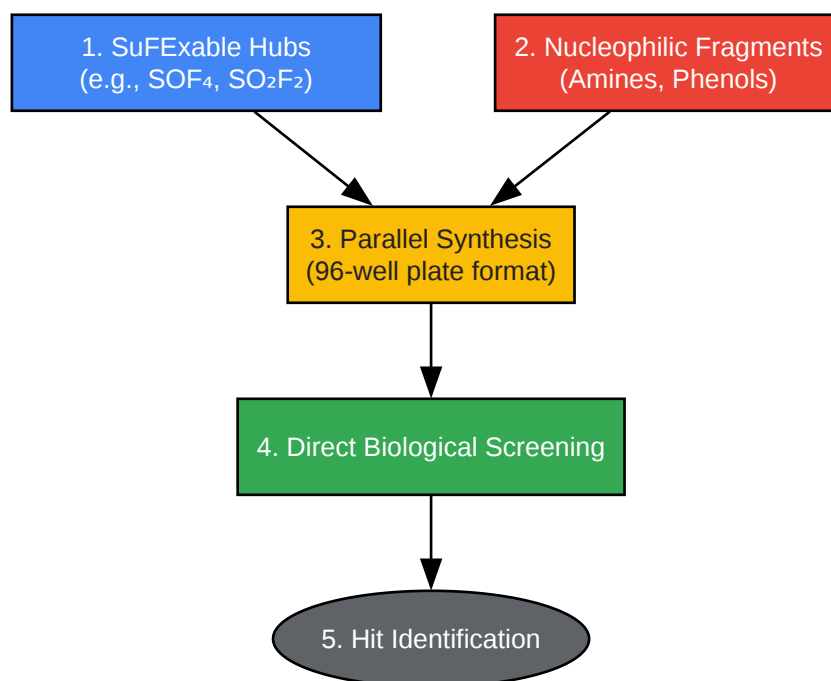 1. SuFExable Hubs
(e.g., SOF₄, SO₂F₂)
2. Nucleophilic Fragments
(Amines, Phenols)
3. Parallel Synthesis
(96-well plate format)
4. Direct Biological Screening
5. Hit Identification